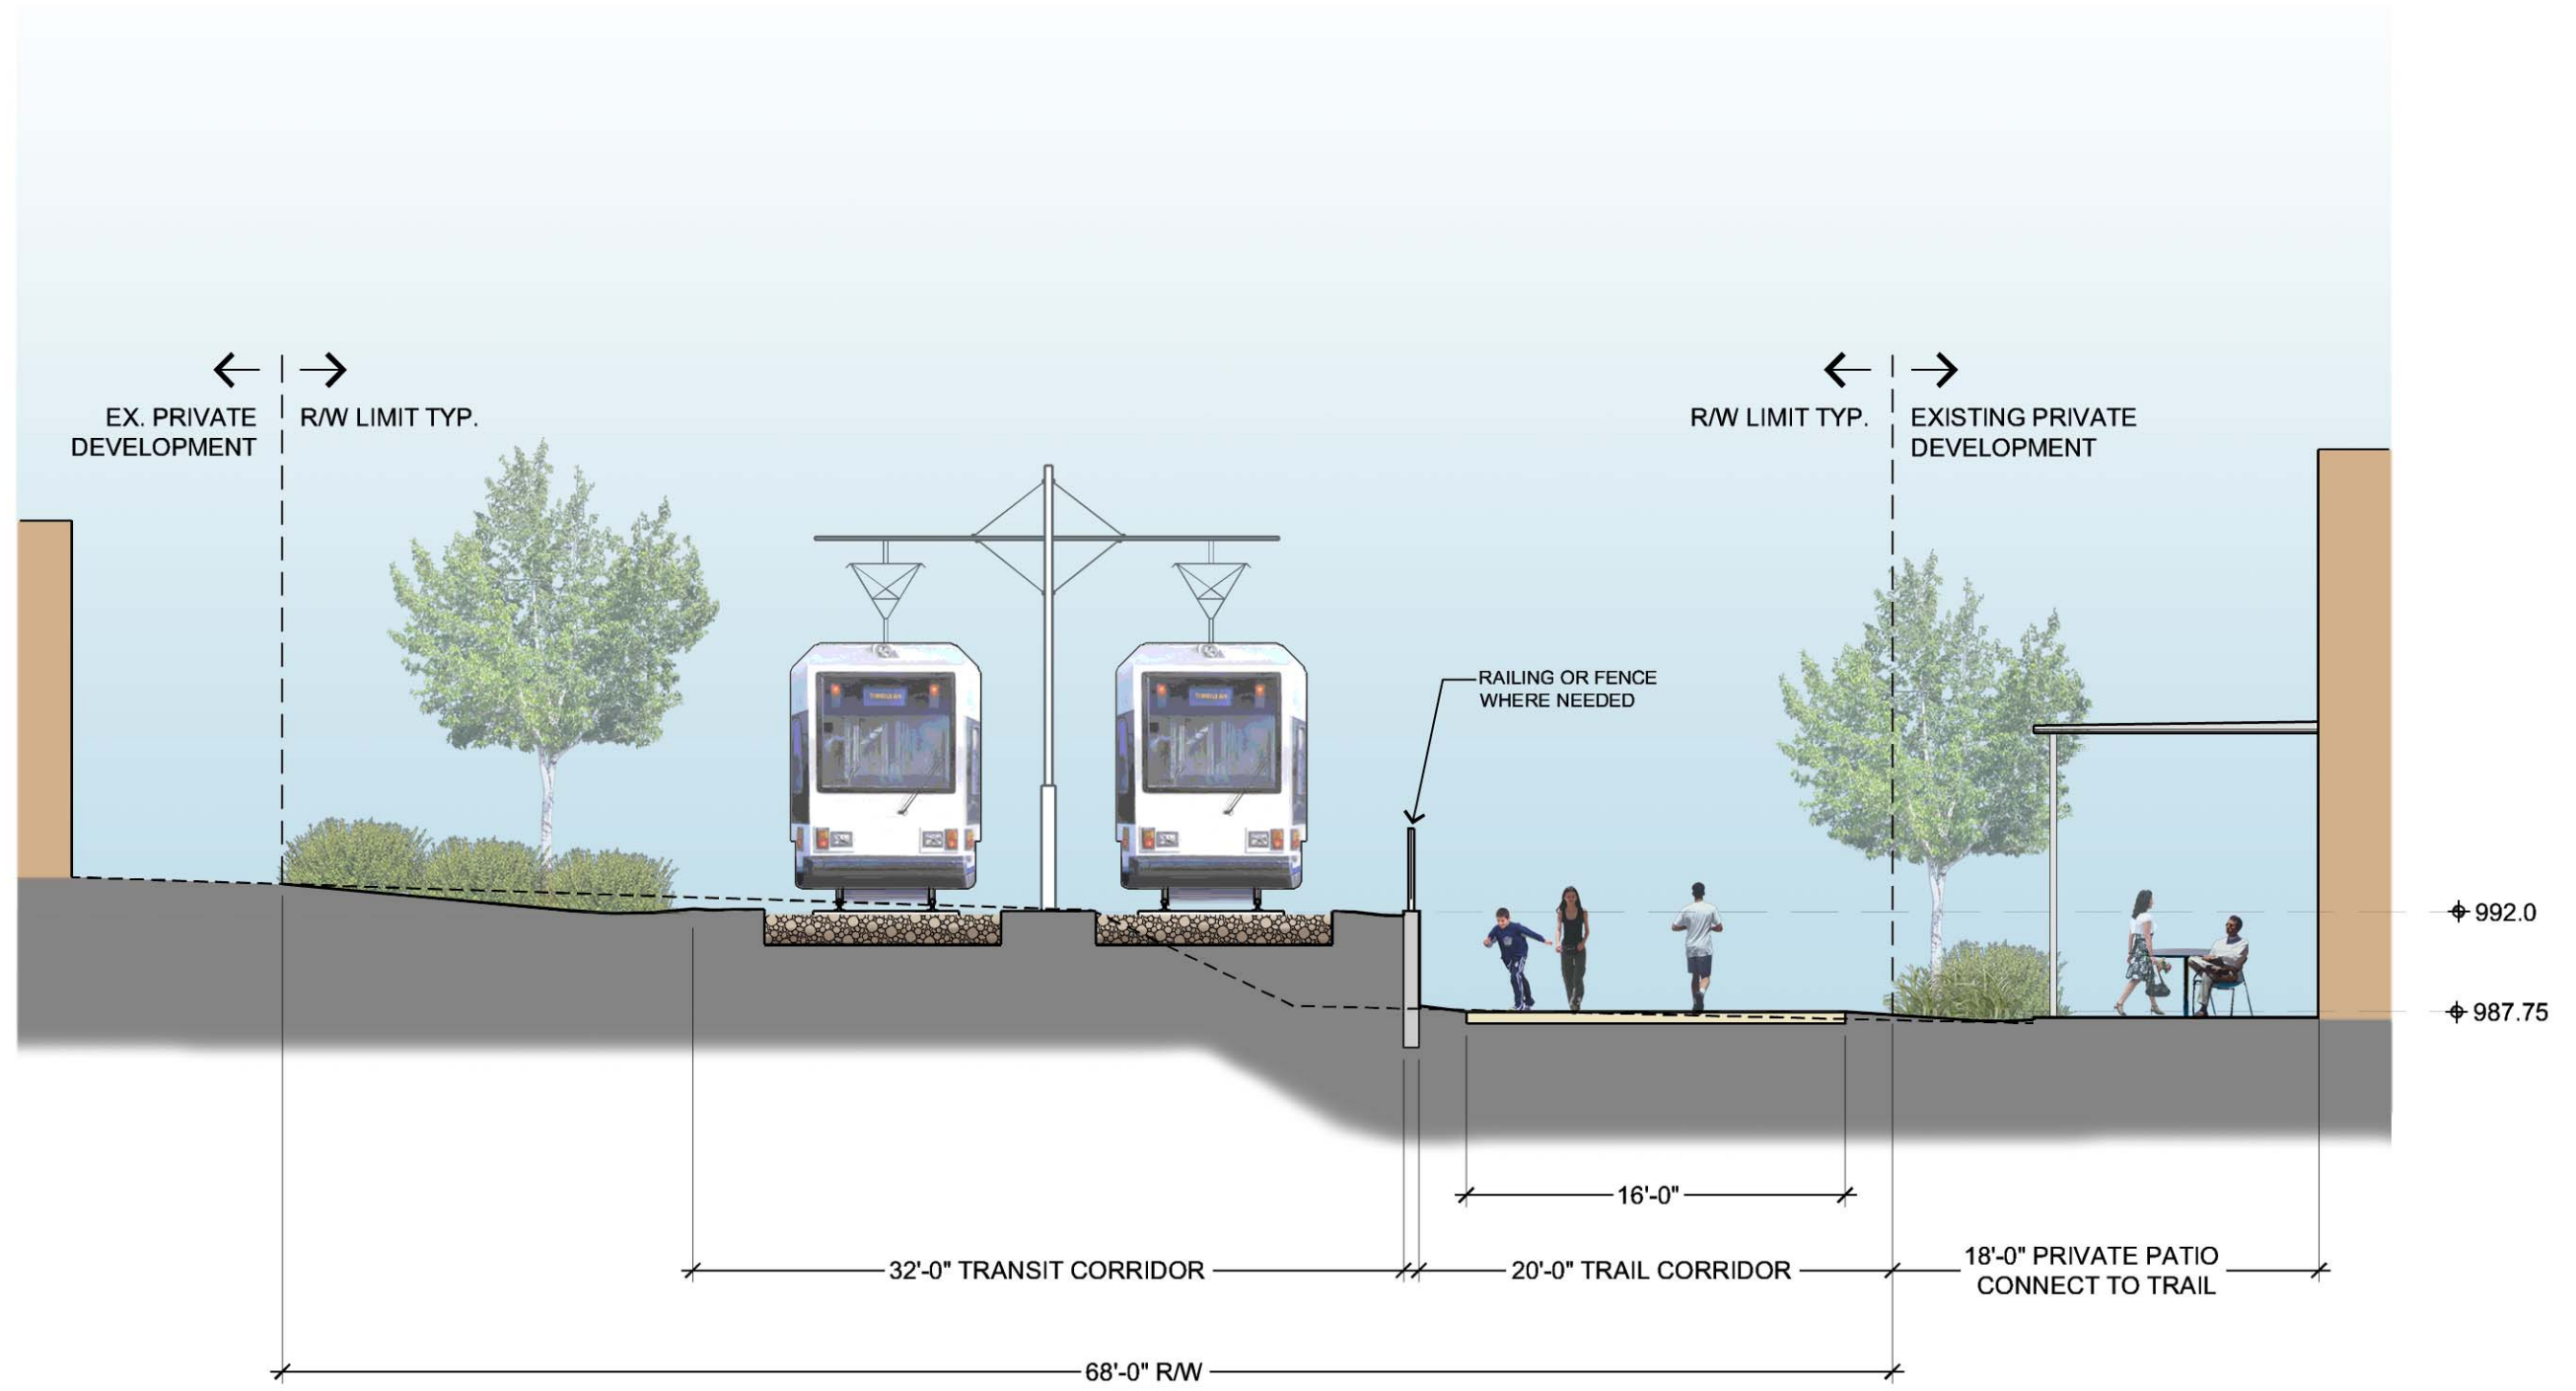 EX. PRIVATE
DEVELOPMENT
R/W LIMIT TYP.
R/W LIMIT TYP.
EXISTING PRIVATE
DEVELOPMENT
RAILING OR FENCE
WHERE NEEDED
992.0
987.75
16'-0"
32'-0" TRANSIT CORRIDOR
20'-0" TRAIL CORRIDOR
18'-0" PRIVATE PATIO
CONNECT TO TRAIL
68'-0" R/W